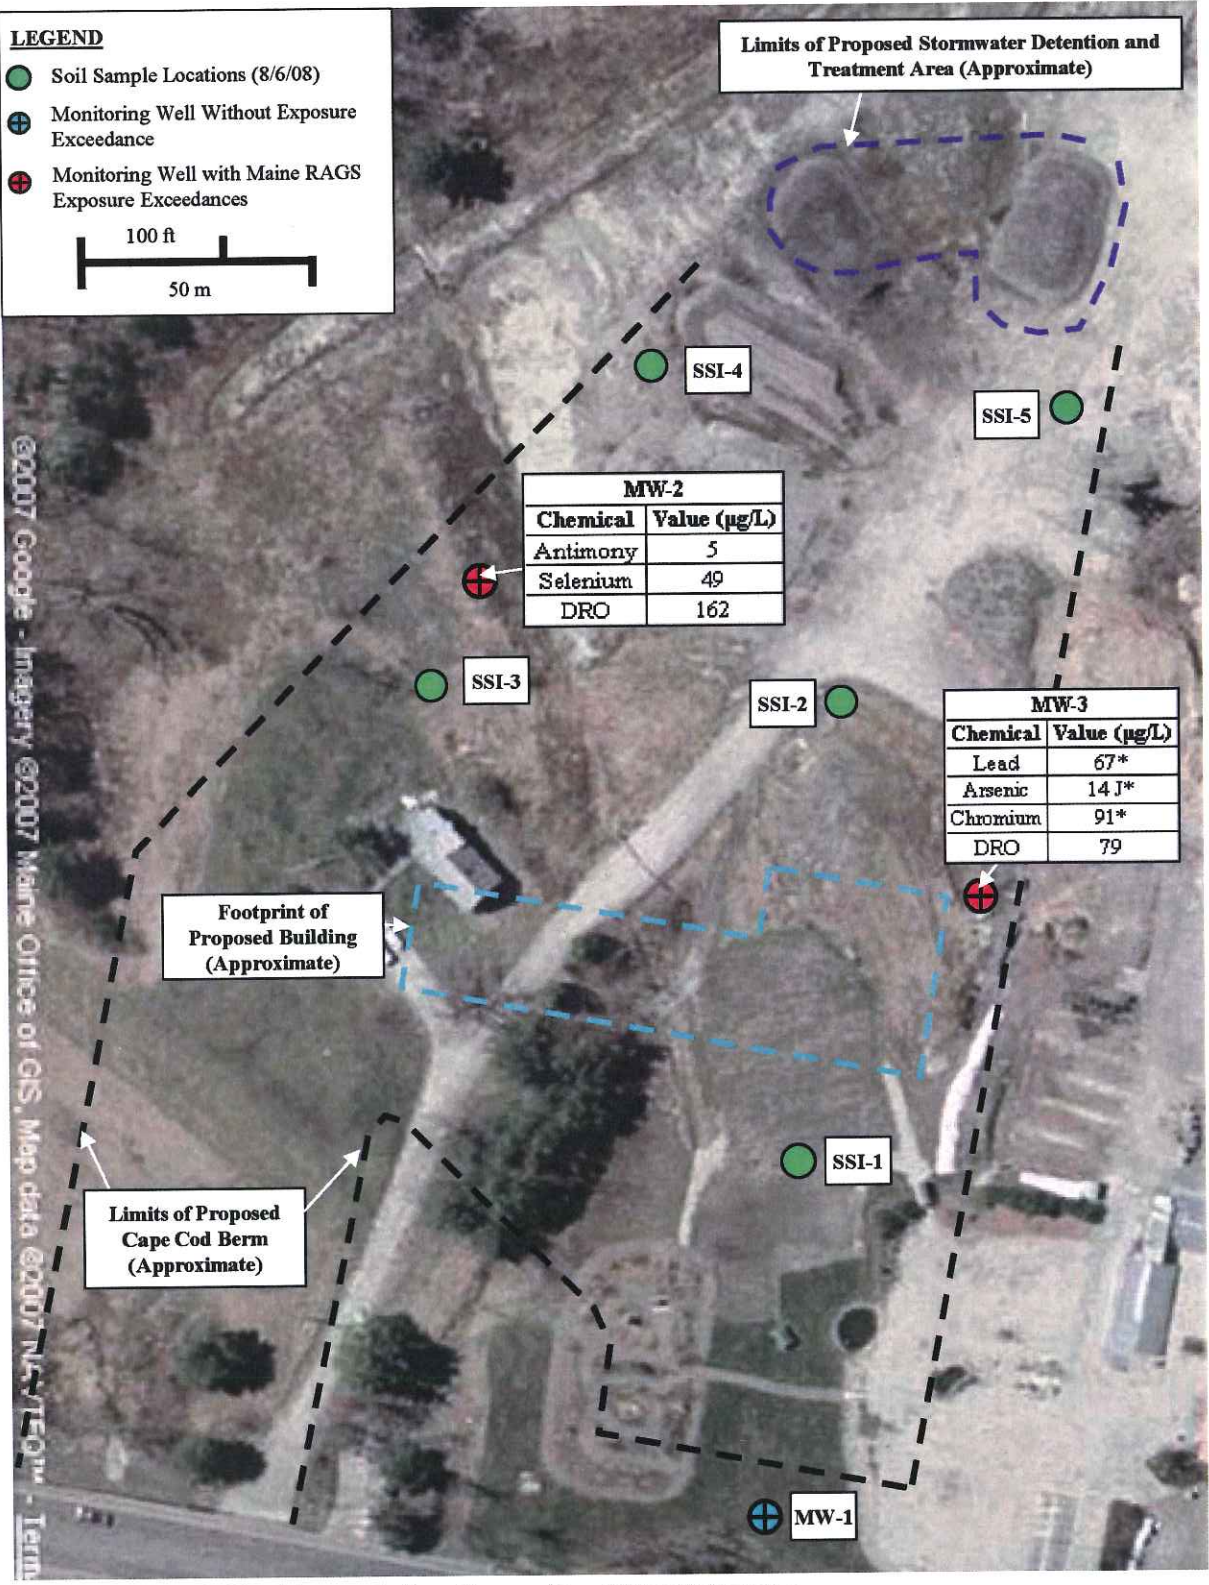 LEGEND
Soil Sample Locations (8/6/08)
Monitoring Well Without Exposure
Exceedance
Monitoring Well with Maine RAGS
Exposure Exceedances
100 ft
50 m
Limits of Proposed Stormwater Detention and
Treatment Area (Approximate)
SSI-4
SSI-5
MW-2
Chemical Value (µg/L)
Antimony 5
Selenium 49
DRO 162
SSI-3
SSI-2
MW-3
Chemical Value (µg/L)
Lead 67*
Arsenic 14 J*
Chromium 91*
DRO 79
Footprint of
Proposed Building
(Approximate)
SSI-1
Limits of Proposed
Cape Cod Berm
(Approximate)
MW-1
©2007 Google - Imagery ©2007 Maine Office of GIS, Map data ©2007 NAVTEQ™ - Term